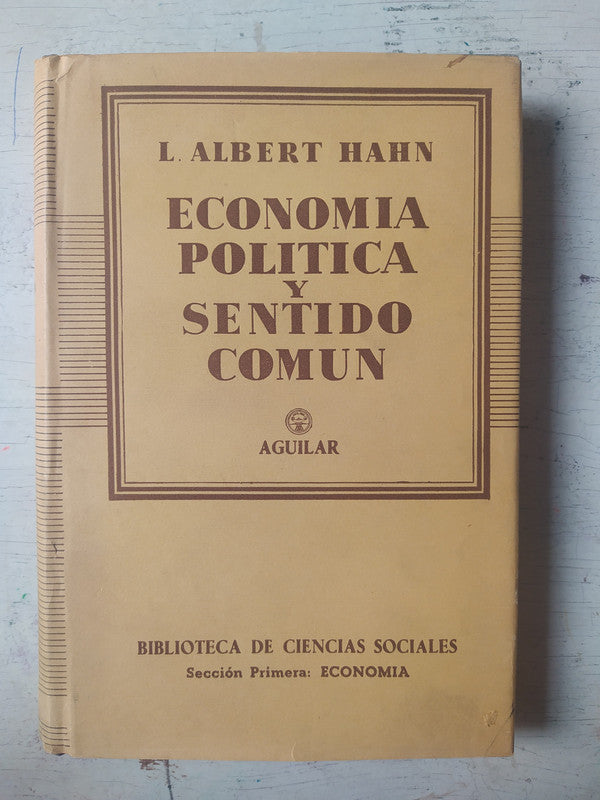 L. ALBERT HAHN
ECONOMIA
POLITICA
Y
SENTIDO
COMUN
AGUILAR
BIBLIOTECA DE CIENCIAS SOCIALES
Sección Primera: ECONOMIA